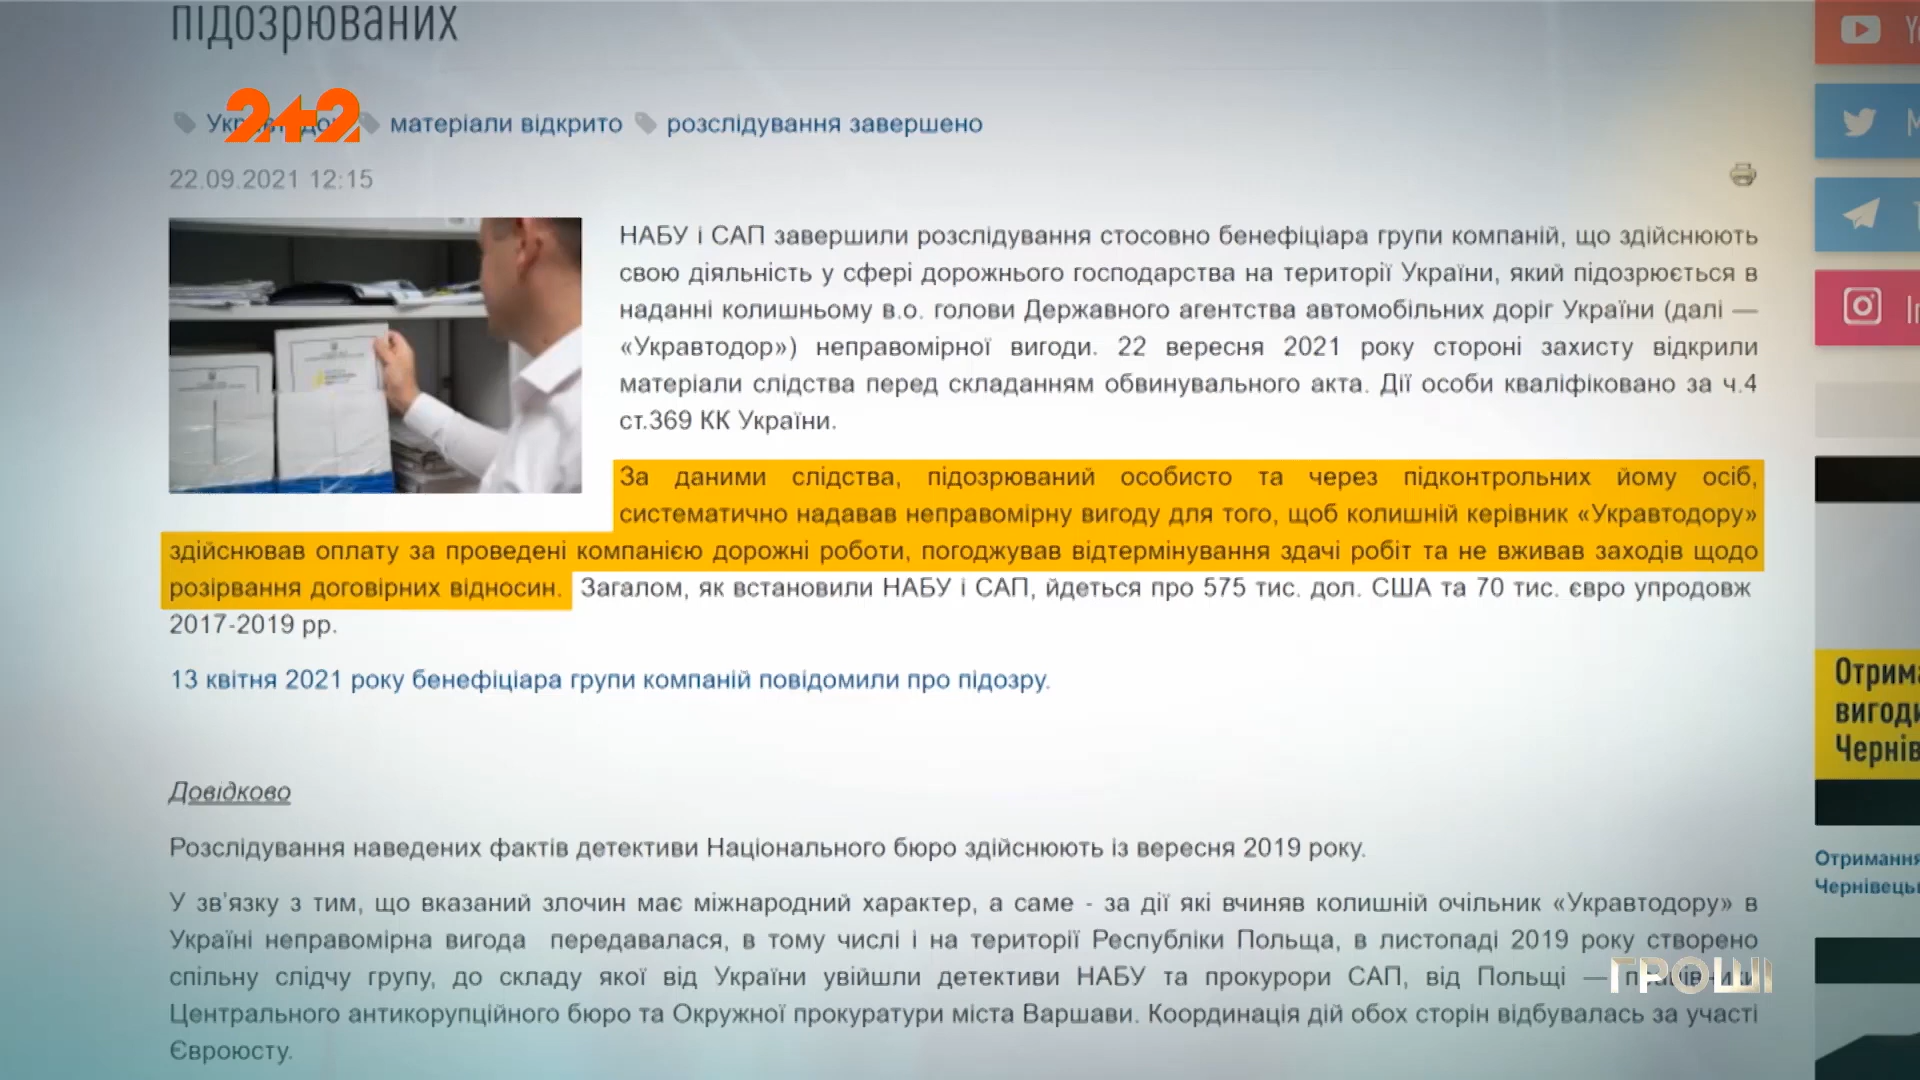 підозрюваних
2+2
матеріали відкрито розслідування завершено
22.09.2021 12:15
НАБУ і САП завершили розслідування стосовно бенефіціара групи компаній, що здійснюють
свою діяльність у сфері дорожнього господарства на території України, який підозрюється в
наданні колишньому в.о. голови Державного агентства автомобільних доріг України (далі —
«Укравтодор») неправомірної вигоди. 22 вересня 2021 року стороні захисту відкрили
матеріали слідства перед складанням обвинувального акта. Дії особи кваліфіковано за ч.4
ст.369 КК України.
За даними слідства, підозрюваний особисто та через підконтрольних йому осіб,
систематично надавав неправомірну вигоду для того, щоб колишній керівник «Укравтодору»
здійснював оплату за проведені компанією дорожні роботи, погоджував відтермінування здачі робіт та не вживав заходів щодо
розірвання договірних відносин. Загалом, як встановили НАБУ і САП, йдеться про 575 тис. дол. США та 70 тис. євро упродовж
2017-2019 рр.
13 квітня 2021 року бенефіціара групи компаній повідомили про підозру.
Довідково
Розслідування наведених фактів детективи Національного бюро здійснюють із вересня 2019 року.
У зв'язку з тим, що вказаний злочин має міжнародний характер, а саме - за дії які вчиняв колишній очільник «Укравтодору» в
Україні неправомірна вигода передавалася, в тому числі і на території Республіки Польща, в листопаді 2019 року створено
спільну слідчу групу, до складу якої від України увійшли детективи НАБУ та прокурори САП, від Польщі —
Центрального антикорупційного бюро та Окружної прокуратури міста Варшави. Координація дій обох сторін відбувалась за участі
Євроюсту.
ГРОШІ
Отрима
вигоди
Чернів
Отримання
Чернівець